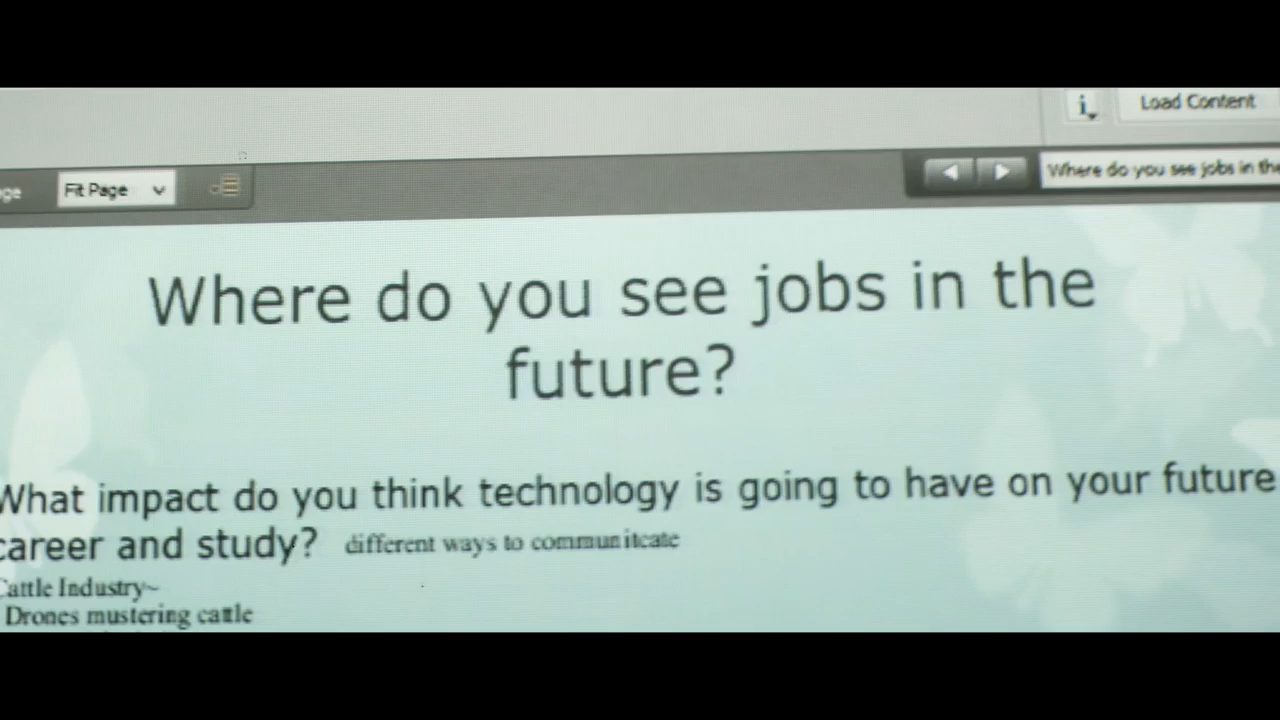 Load Content
Fit Page
Where do you see jobs in the
Where do you see jobs in the
future?
What impact do you think technology is going to have on your future
career and study? different ways to communitcate
Cattle Industry~
Drones mustering cattle